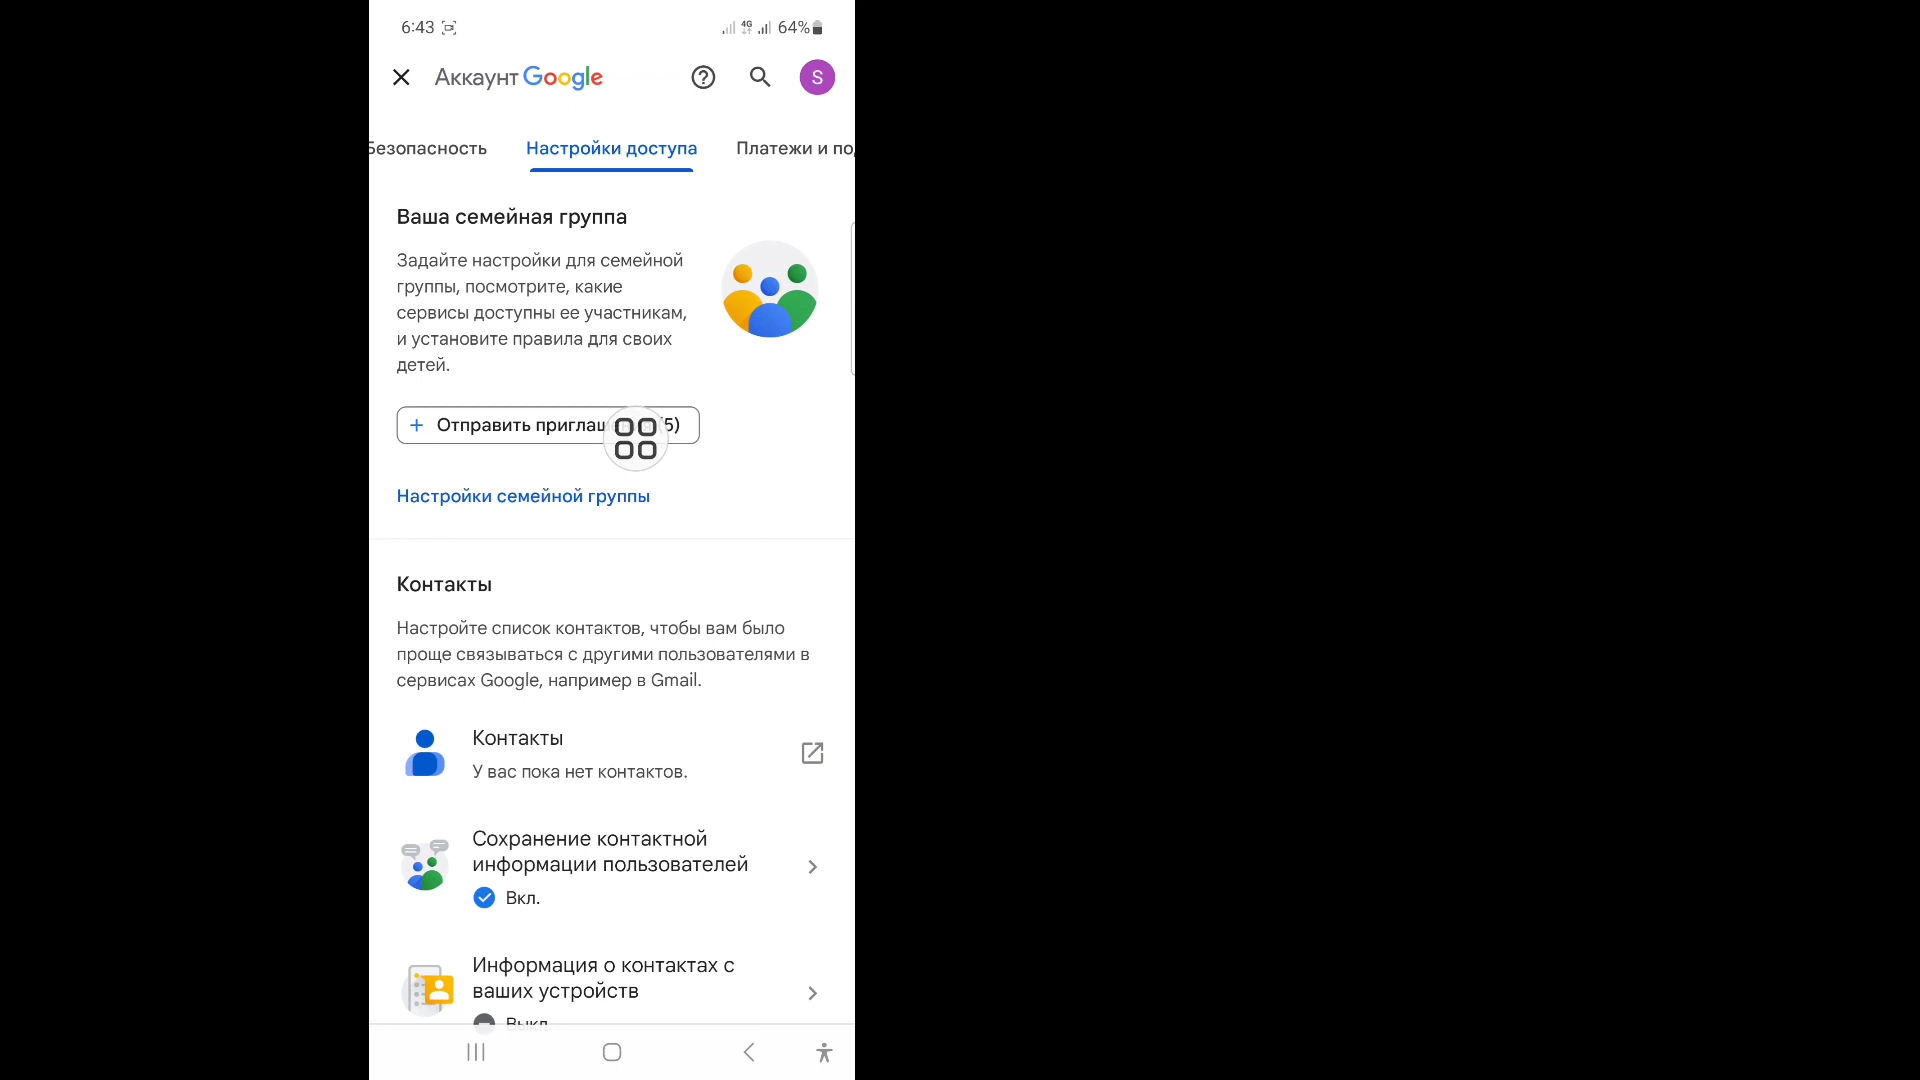 6:43 4G 64%
Аккаунт Google S
Безопасность Настройки доступа Платежи и
Ваша семейная группа
Задайте настройки для семейной
группы, посмотрите, какие
сервисы доступны ее участникам,
и установите правила для своих
детей.
+ Отправить (5)
Настройки семейной группы
Контакты
Настройте список контактов, чтобы вам было
проще связываться с другими пользователями в
сервисах Google, например в Gmail.
Контакты
У вас пока нет контактов.
Сохранение контактной
информации пользователей
Вкл.
Информация о контактах с
ваших устройств
Выкл